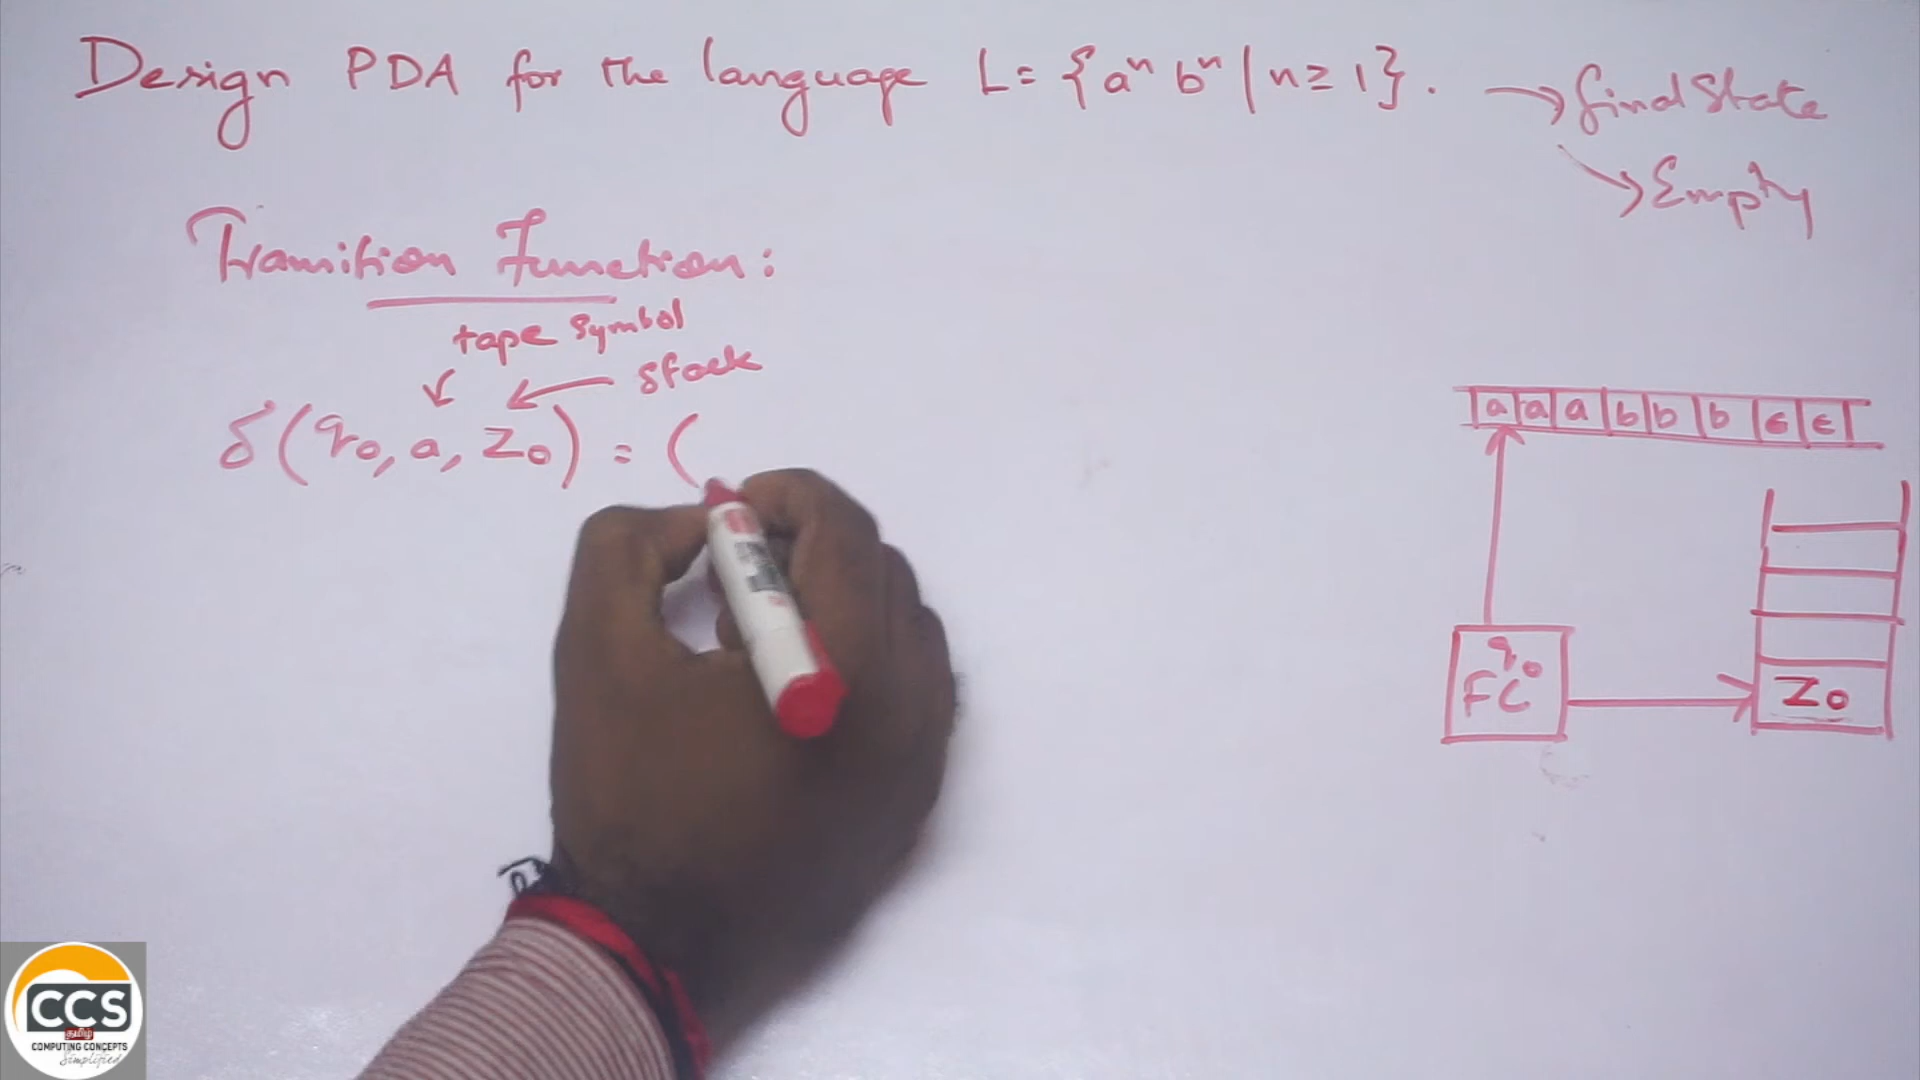 Design PDA for the language L = {aⁿ bⁿ | n ≥ 1}. → final state
↘ Empty
Transition Function:
tape symbol
stack
δ(q₀, a, Z₀) = (
a a a b b b ε ε
q₀
FC
Z₀
CCS
தமிழ்
COMPUTING CONCEPTS
Simplified